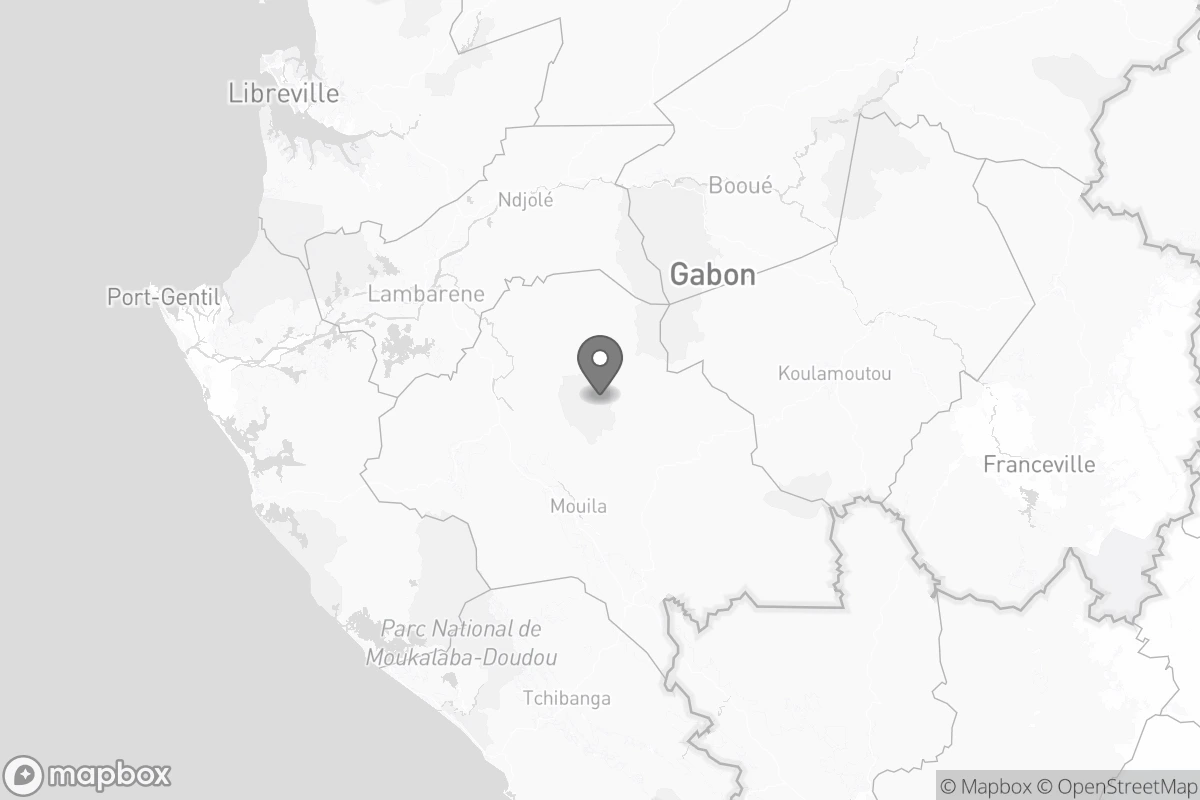 Libreville
Booué
Ndjolé
Gabon
Port-Gentil
Lambarene
Koulamoutou
Franceville
Mouila
Parc National de
Moukalaba-Doudou
Tchibanga
mapbox
© Mapbox © OpenStreetMap